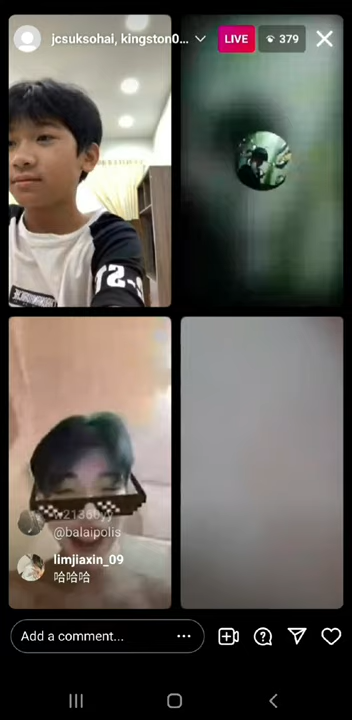 jcsuksohai, kingston0...
LIVE
379
@balaipolis
limjiaxin_09
哈哈哈
Add a comment...